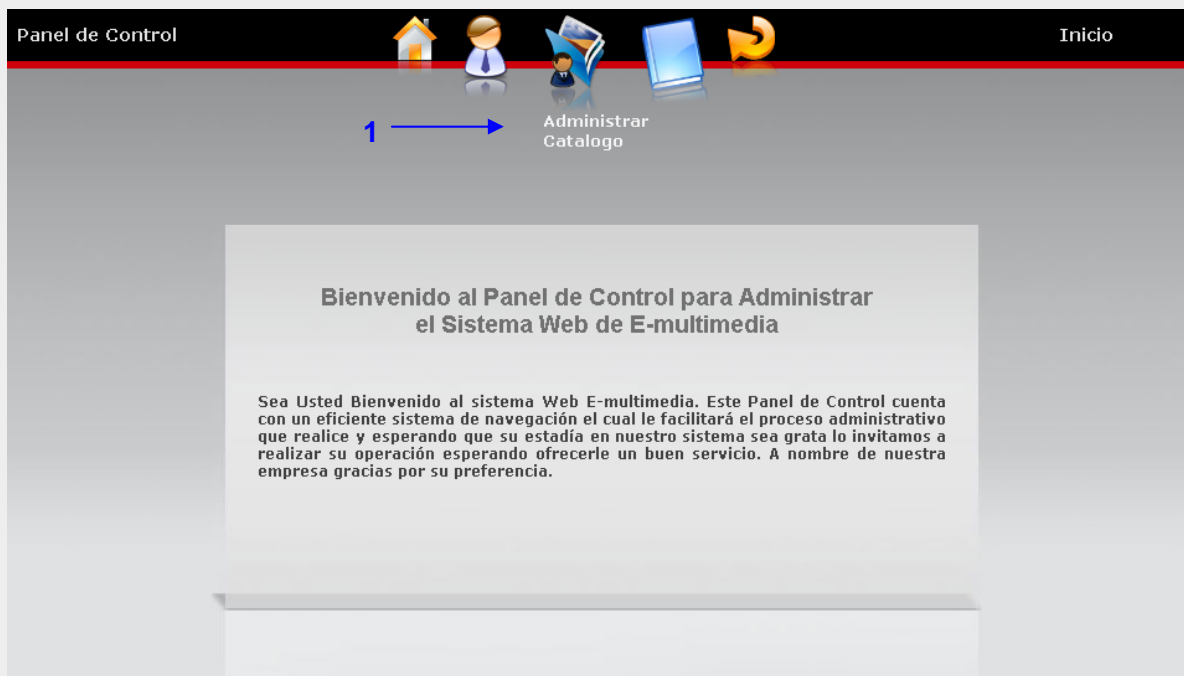 Panel de Control
Inicio
1
Administrar
Catalogo
Bienvenido al Panel de Control para Administrar
el Sistema Web de E-multimedia
Sea Usted Bienvenido al sistema Web E-multimedia. Este Panel de Control cuenta
con un eficiente sistema de navegación el cual le facilitará el proceso administrativo
que realice y esperando que su estadía en nuestro sistema sea grata lo invitamos a
realizar su operación esperando ofrecerle un buen servicio. A nombre de nuestra
empresa gracias por su preferencia.